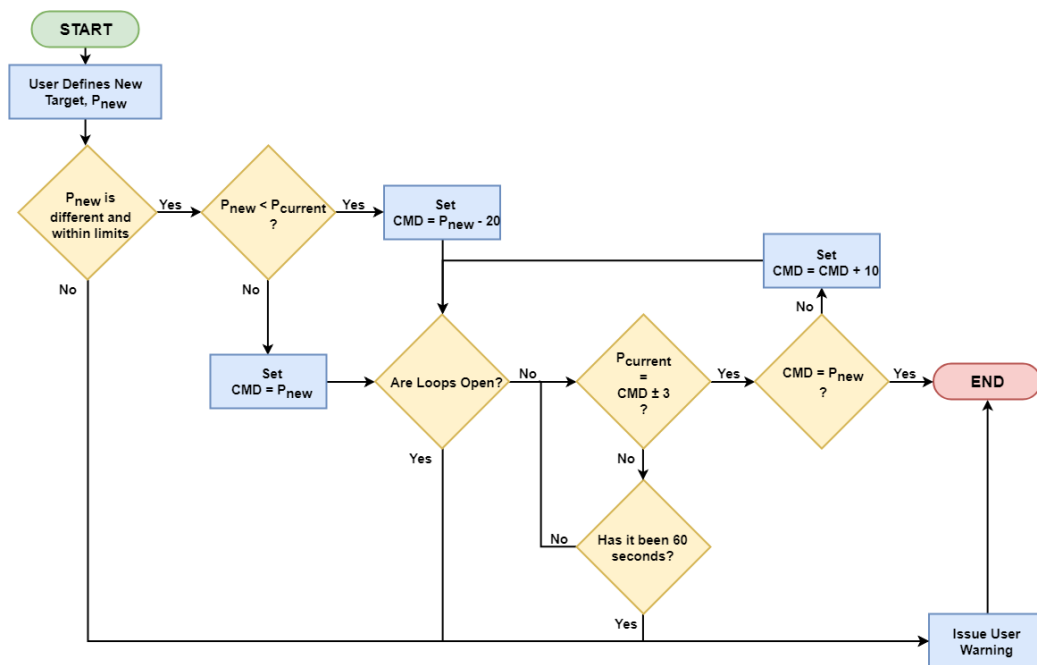 START
User Defines New
Target, Pnew
Pnew is
different and
within limits
Yes
No
Pnew < Pcurrent
?
Yes
No
Set
CMD = Pnew - 20
Set
CMD = Pnew
Are Loops Open?
No
Yes
Pcurrent
=
CMD ± 3
?
Yes
No
Has it been 60
seconds?
No
Yes
Set
CMD = CMD + 10
No
CMD = Pnew
?
Yes
END
Issue User
Warning